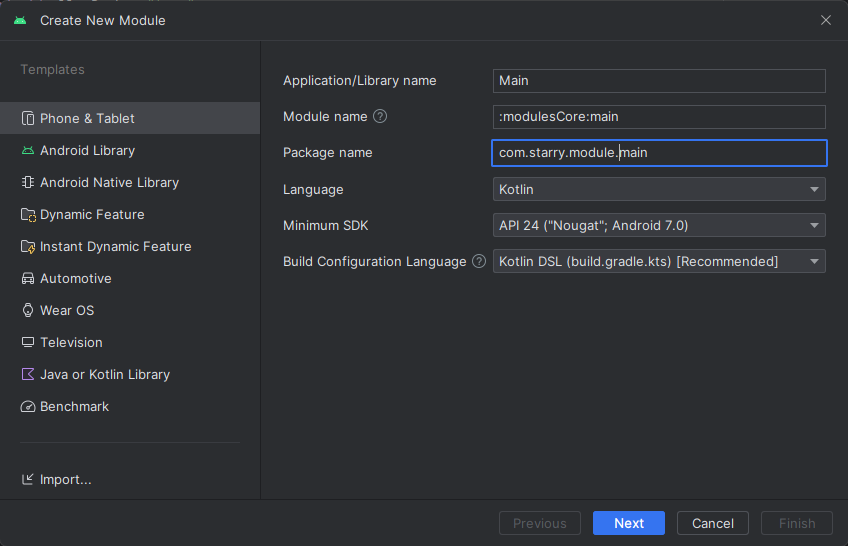 Create New Module
Templates
Phone & Tablet
Android Library
Android Native Library
Dynamic Feature
Instant Dynamic Feature
Automotive
Wear OS
Television
Java or Kotlin Library
Benchmark
Import...
Application/Library name Main
Module name ? :modulesCore:main
Package name com.starry.module.main
Language Kotlin
Minimum SDK API 24 ("Nougat"; Android 7.0)
Build Configuration Language ? Kotlin DSL (build.gradle.kts) [Recommended]
Previous Next Cancel Finish